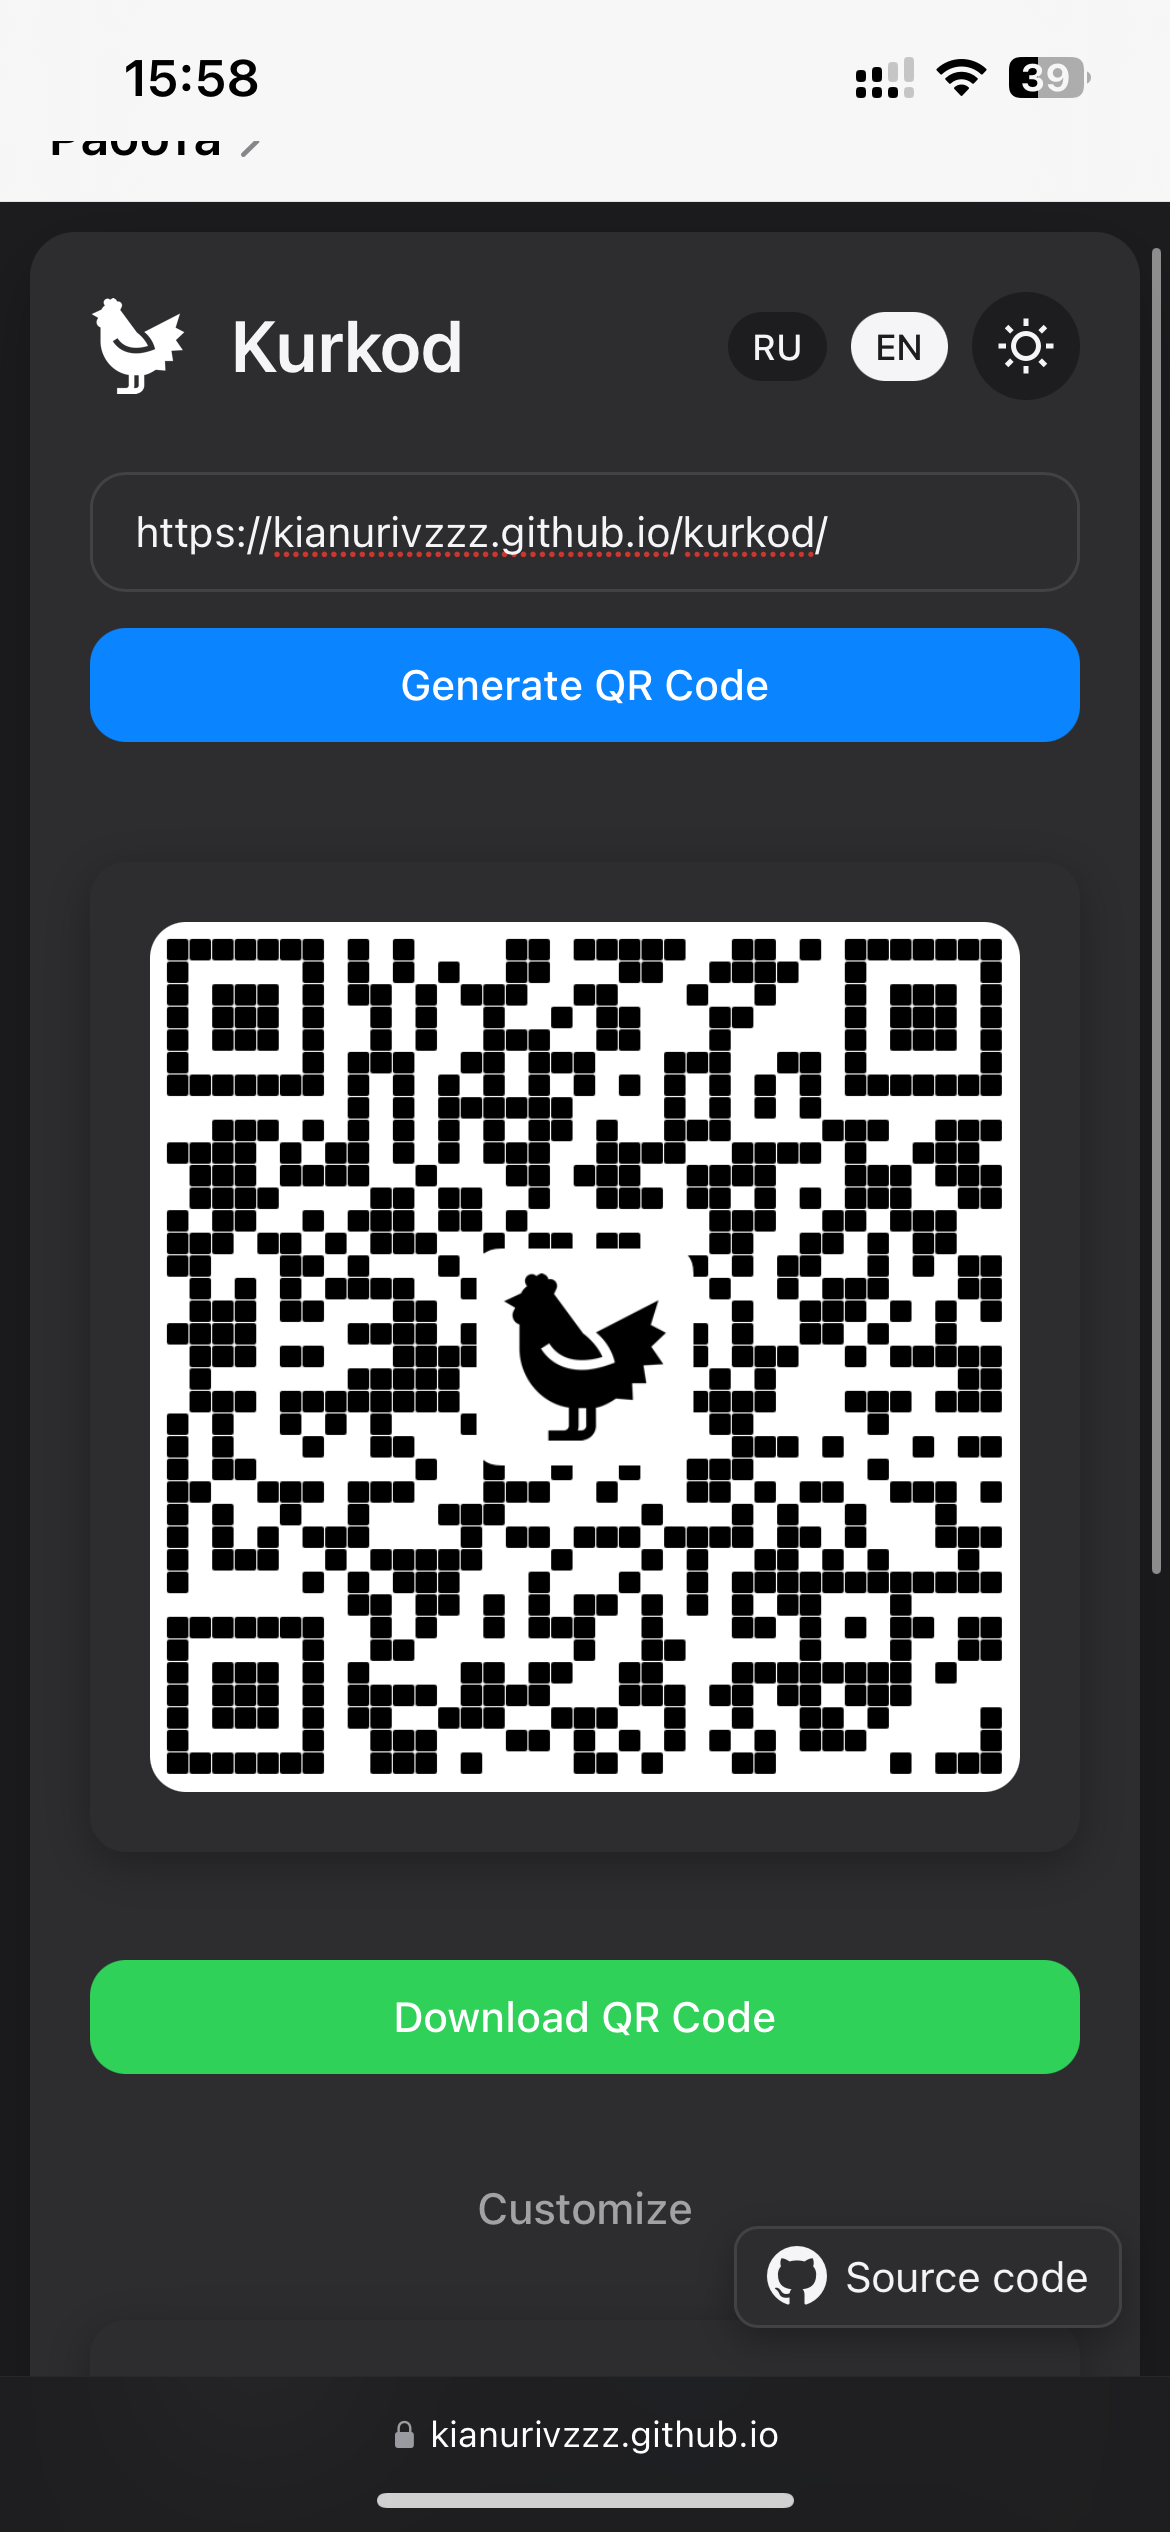 15:58
39
Работа
Kurkod
RU
EN
https://kianurivzzz.github.io/kurkod/
Generate QR Code
Download QR Code
Customize
Source code
kianurivzzz.github.io